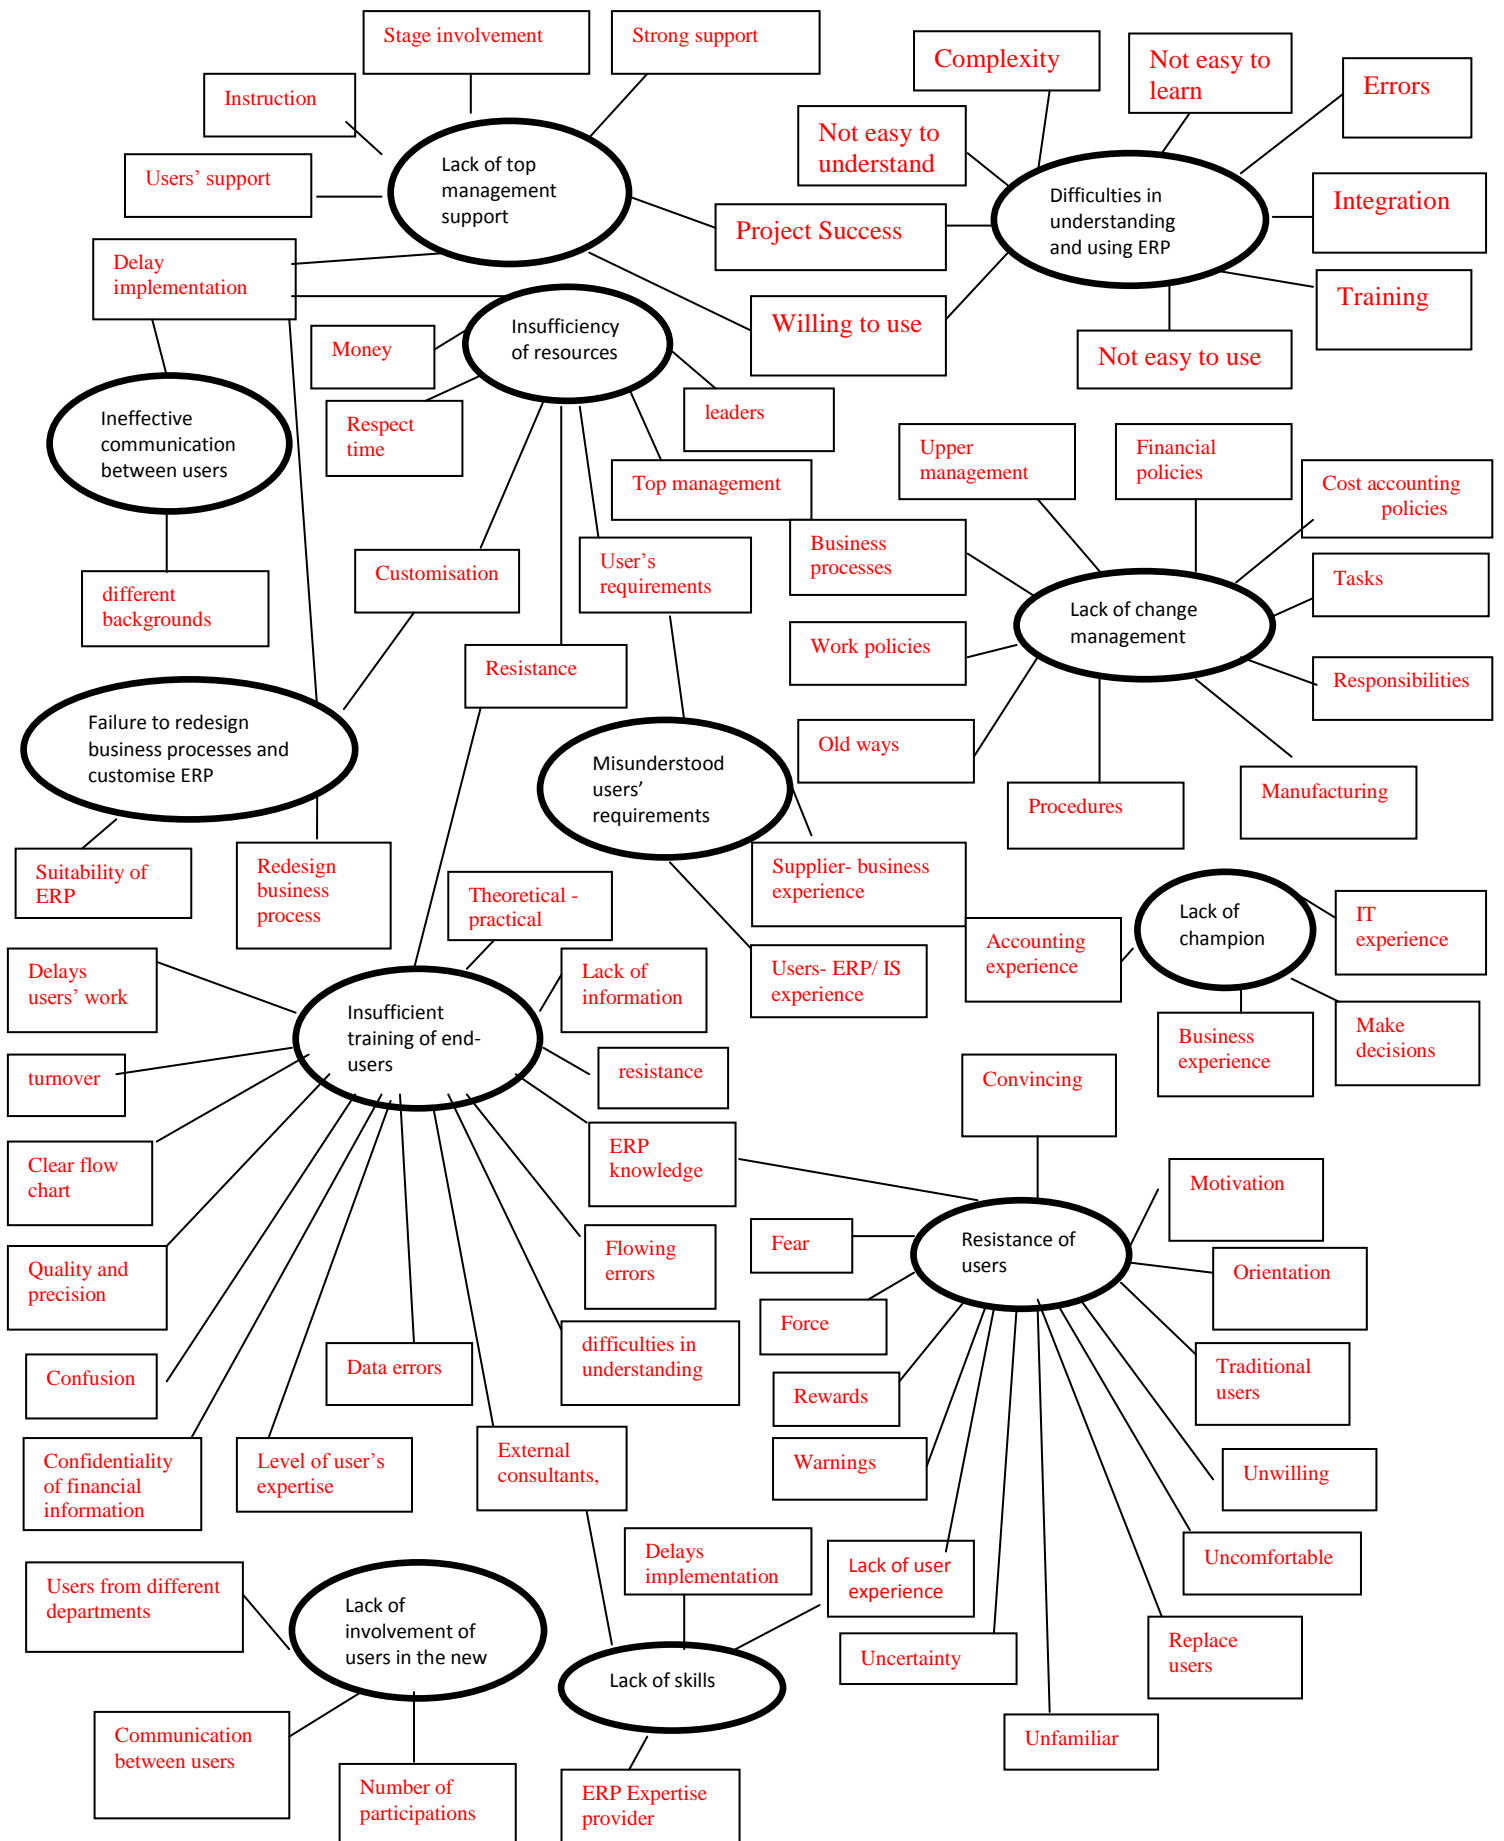 Stage involvement
Strong support
Complexity
Not easy to
learn
Errors
Instruction
Not easy to
understand
Users’ support
Lack of top
management
support
Difficulties in
understanding
and using ERP
Integration
Project Success
Delay
implementation
Training
Willing to use
Insufficiency
of resources
Money
Not easy to use
leaders
Ineffective
communication
between users
Respect
time
Upper
management
Financial
policies
Cost accounting
policies
Top management
Business
processes
Customisation
User’s
requirements
Tasks
different
backgrounds
Lack of change
management
Work policies
Resistance
Responsibilities
Failure to redesign
business processes and
customise ERP
Old ways
Misunderstood
users’
requirements
Manufacturing
Procedures
Suitability of
ERP
Redesign
business
process
Supplier- business
experience
Theoretical -
practical
Lack of
champion
IT
experience
Accounting
experience
Delays
users’ work
Lack of
information
Users- ERP/ IS
experience
Insufficient
training of end-
users
Business
experience
Make
decisions
turnover
resistance
Convincing
Clear flow
chart
ERP
knowledge
Motivation
Fear
Resistance of
users
Flowing
errors
Orientation
Quality and
precision
Force
difficulties in
understanding
Data errors
Confusion
Traditional
users
Rewards
Confidentiality
of financial
information
Level of user’s
expertise
External
consultants,
Warnings
Unwilling
Delays
implementation
Lack of user
experience
Uncomfortable
Users from different
departments
Lack of
involvement of
users in the new
Replace
users
Uncertainty
Lack of skills
Communication
between users
Unfamiliar
Number of
participations
ERP Expertise
provider